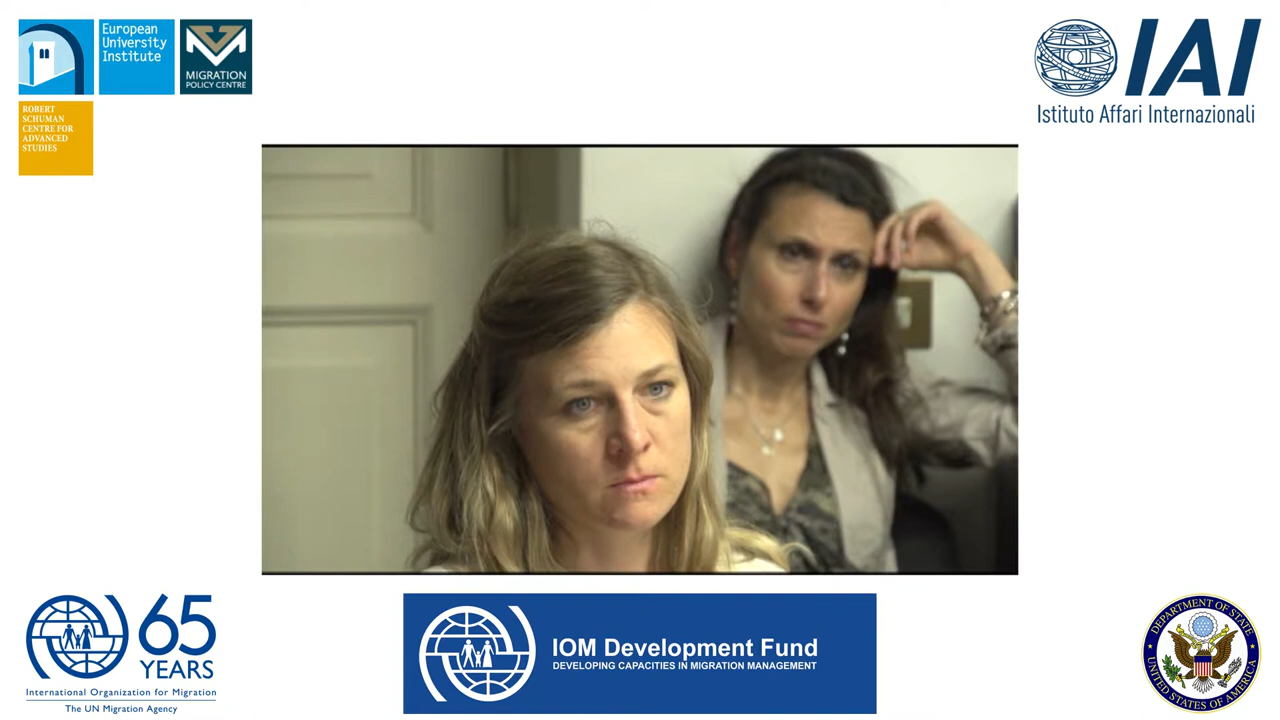 European
University
Institute
MIGRATION
POLICY CENTRE
ROBERT
SCHUMAN
CENTRE FOR
ADVANCED
STUDIES
IAI
Istituto Affari Internazionali
65
YEARS
International Organization for Migration
The UN Migration Agency
IOM Development Fund
DEVELOPING CAPACITIES IN MIGRATION MANAGEMENT
DEPARTMENT OF STATE
UNITED STATES OF AMERICA